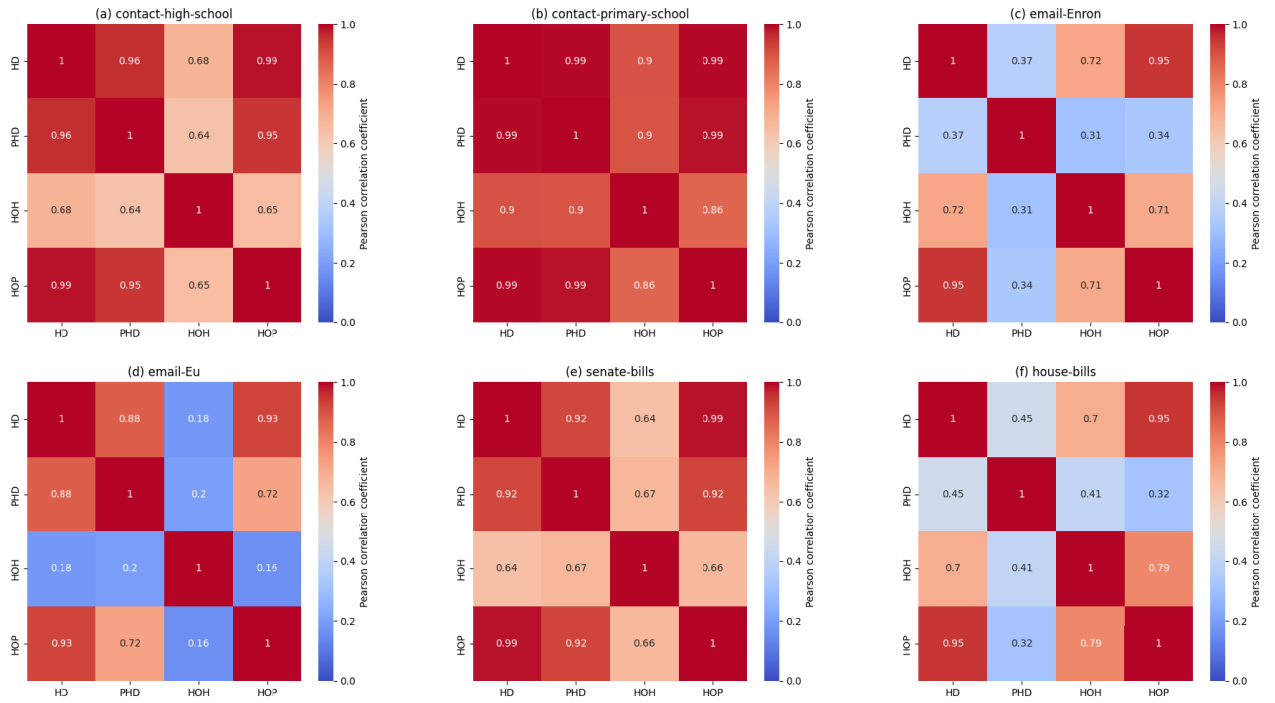 (a) contact-high-school
HD 1 0.96 0.68 0.99
PHD 0.96 1 0.64 0.95
HOH 0.68 0.64 1 0.65
HOP 0.99 0.95 0.65 1
HD PHD HOH HOP
1.0
0.8
0.6
0.4
0.2
0.0
Pearson correlation coefficient
(b) contact-primary-school
HD 1 0.99 0.9 0.99
PHD 0.99 1 0.9 0.99
HOH 0.9 0.9 1 0.86
HOP 0.99 0.99 0.86 1
HD PHD HOH HOP
1.0
0.8
0.6
0.4
0.2
0.0
Pearson correlation coefficient
(c) email-Enron
HD 1 0.37 0.72 0.95
PHD 0.37 1 0.31 0.34
HOH 0.72 0.31 1 0.71
HOP 0.95 0.34 0.71 1
HD PHD HOH HOP
1.0
0.8
0.6
0.4
0.2
0.0
Pearson correlation coefficient
(d) email-Eu
HD 1 0.88 0.18 0.93
PHD 0.88 1 0.2 0.72
HOH 0.18 0.2 1 0.16
HOP 0.93 0.72 0.16 1
HD PHD HOH HOP
1.0
0.8
0.6
0.4
0.2
0.0
Pearson correlation coefficient
(e) senate-bills
HD 1 0.92 0.64 0.99
PHD 0.92 1 0.67 0.92
HOH 0.64 0.67 1 0.66
HOP 0.99 0.92 0.66 1
HD PHD HOH HOP
1.0
0.8
0.6
0.4
0.2
0.0
Pearson correlation coefficient
(f) house-bills
HD 1 0.45 0.7 0.95
PHD 0.45 1 0.41 0.32
HOH 0.7 0.41 1 0.79
HOP 0.95 0.32 0.79 1
HD PHD HOH HOP
1.0
0.8
0.6
0.4
0.2
0.0
Pearson correlation coefficient